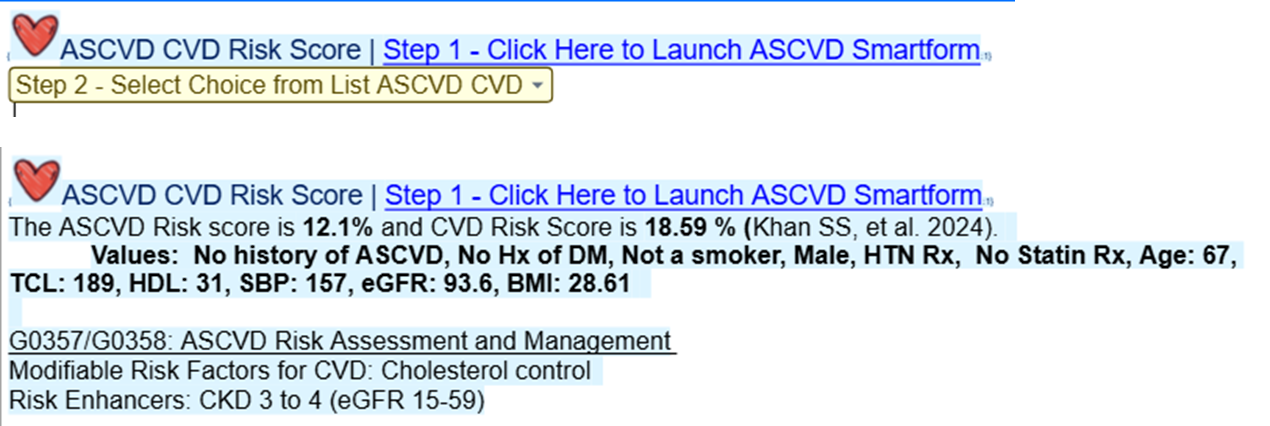 ASCVD CVD Risk Score | Step 1 - Click Here to Launch ASCVD Smartform
Step 2 - Select Choice from List ASCVD CVD
ASCVD CVD Risk Score | Step 1 - Click Here to Launch ASCVD Smartform
The ASCVD Risk score is 12.1% and CVD Risk Score is 18.59 % (Khan SS, et al. 2024).
Values:  No history of ASCVD, No Hx of DM, Not a smoker, Male, HTN Rx,  No Statin Rx, Age: 67,
TCL: 189, HDL: 31, SBP: 157, eGFR: 93.6, BMI: 28.61
G0357/G0358: ASCVD Risk Assessment and Management
Modifiable Risk Factors for CVD: Cholesterol control
Risk Enhancers: CKD 3 to 4 (eGFR 15-59)